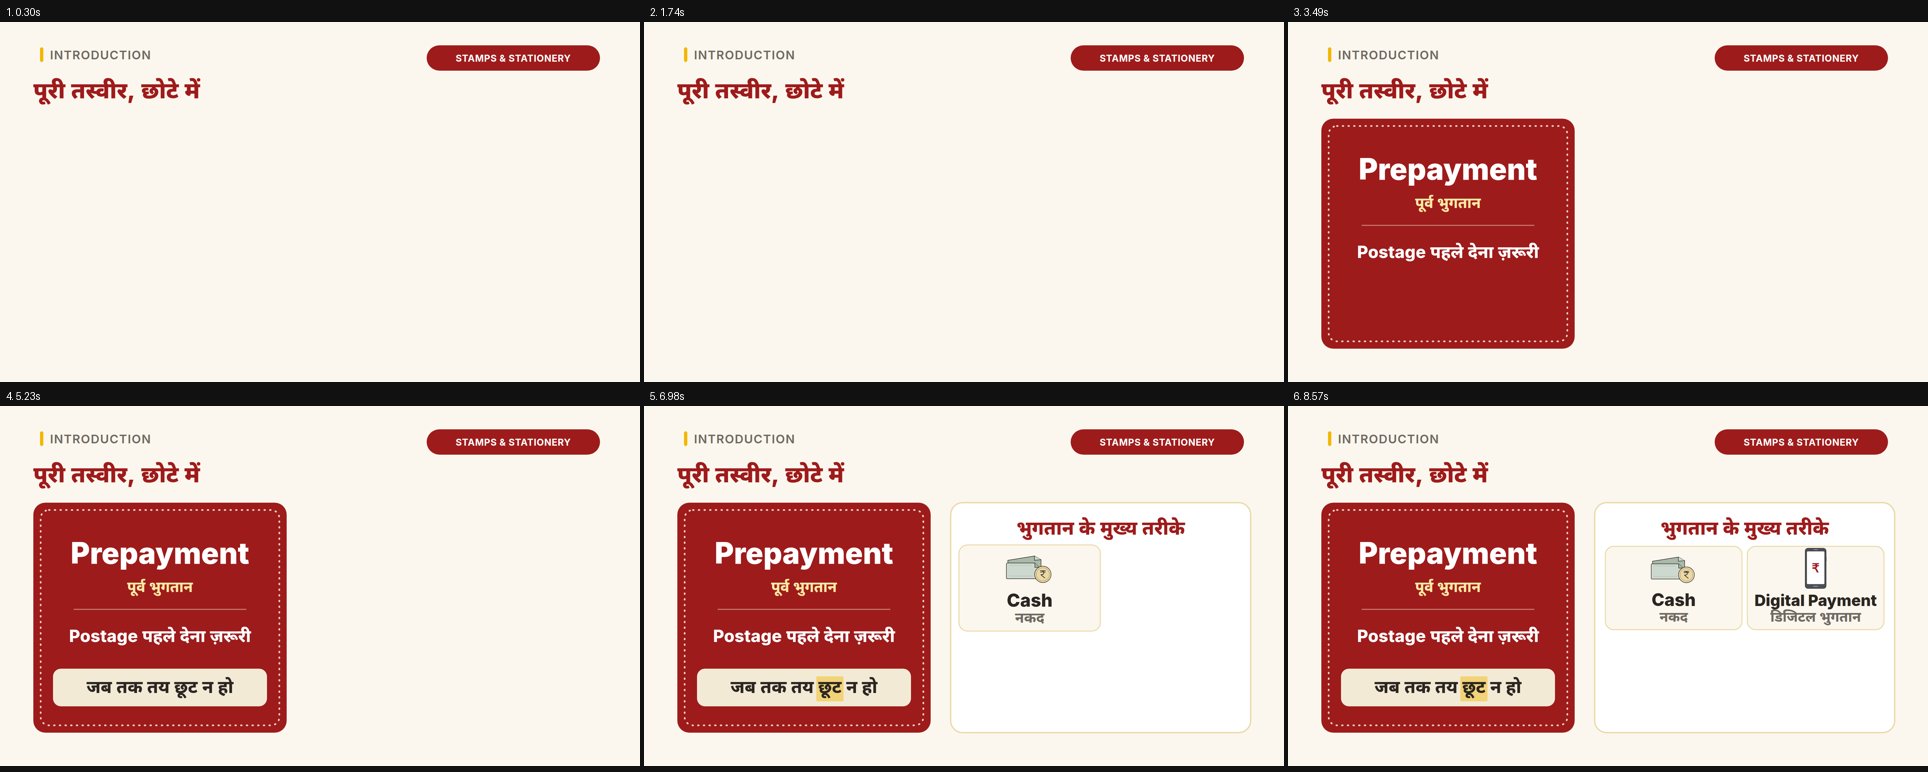 1. 0.30s
INTRODUCTION
STAMPS & STATIONERY
पूरी तस्वीर, छोटे में
2. 1.74s
INTRODUCTION
STAMPS & STATIONERY
पूरी तस्वीर, छोटे में
3. 3.49s
INTRODUCTION
STAMPS & STATIONERY
पूरी तस्वीर, छोटे में
Prepayment
पूर्व भुगतान
Postage पहले देना ज़रूरी
4. 5.23s
INTRODUCTION
STAMPS & STATIONERY
पूरी तस्वीर, छोटे में
Prepayment
पूर्व भुगतान
Postage पहले देना ज़रूरी
जब तक तय छूट न हो
5. 6.98s
INTRODUCTION
STAMPS & STATIONERY
पूरी तस्वीर, छोटे में
Prepayment
पूर्व भुगतान
Postage पहले देना ज़रूरी
जब तक तय छूट न हो
भुगतान के मुख्य तरीके
₹
Cash
नकद
6. 8.57s
INTRODUCTION
STAMPS & STATIONERY
पूरी तस्वीर, छोटे में
Prepayment
पूर्व भुगतान
Postage पहले देना ज़रूरी
जब तक तय छूट न हो
भुगतान के मुख्य तरीके
₹
Cash
नकद
₹
Digital Payment
डिजिटल भुगतान